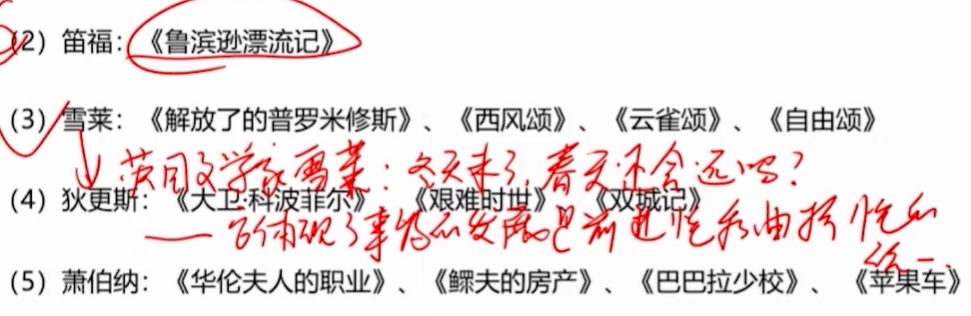 (2) 笛福：《鲁滨逊漂流记》
(3) 雪莱：《解放了的普罗米修斯》、《西风颂》、《云雀颂》、《自由颂》
英国文学家雪莱：冬天来了，春天还会远吗？
(4) 狄更斯：《大卫·科波菲尔》、《艰难时世》、《双城记》
体现了事物的发展是前进性和曲折性的统一
(5) 萧伯纳：《华伦夫人的职业》、《鳏夫的房产》、《巴巴拉少校》、《苹果车》